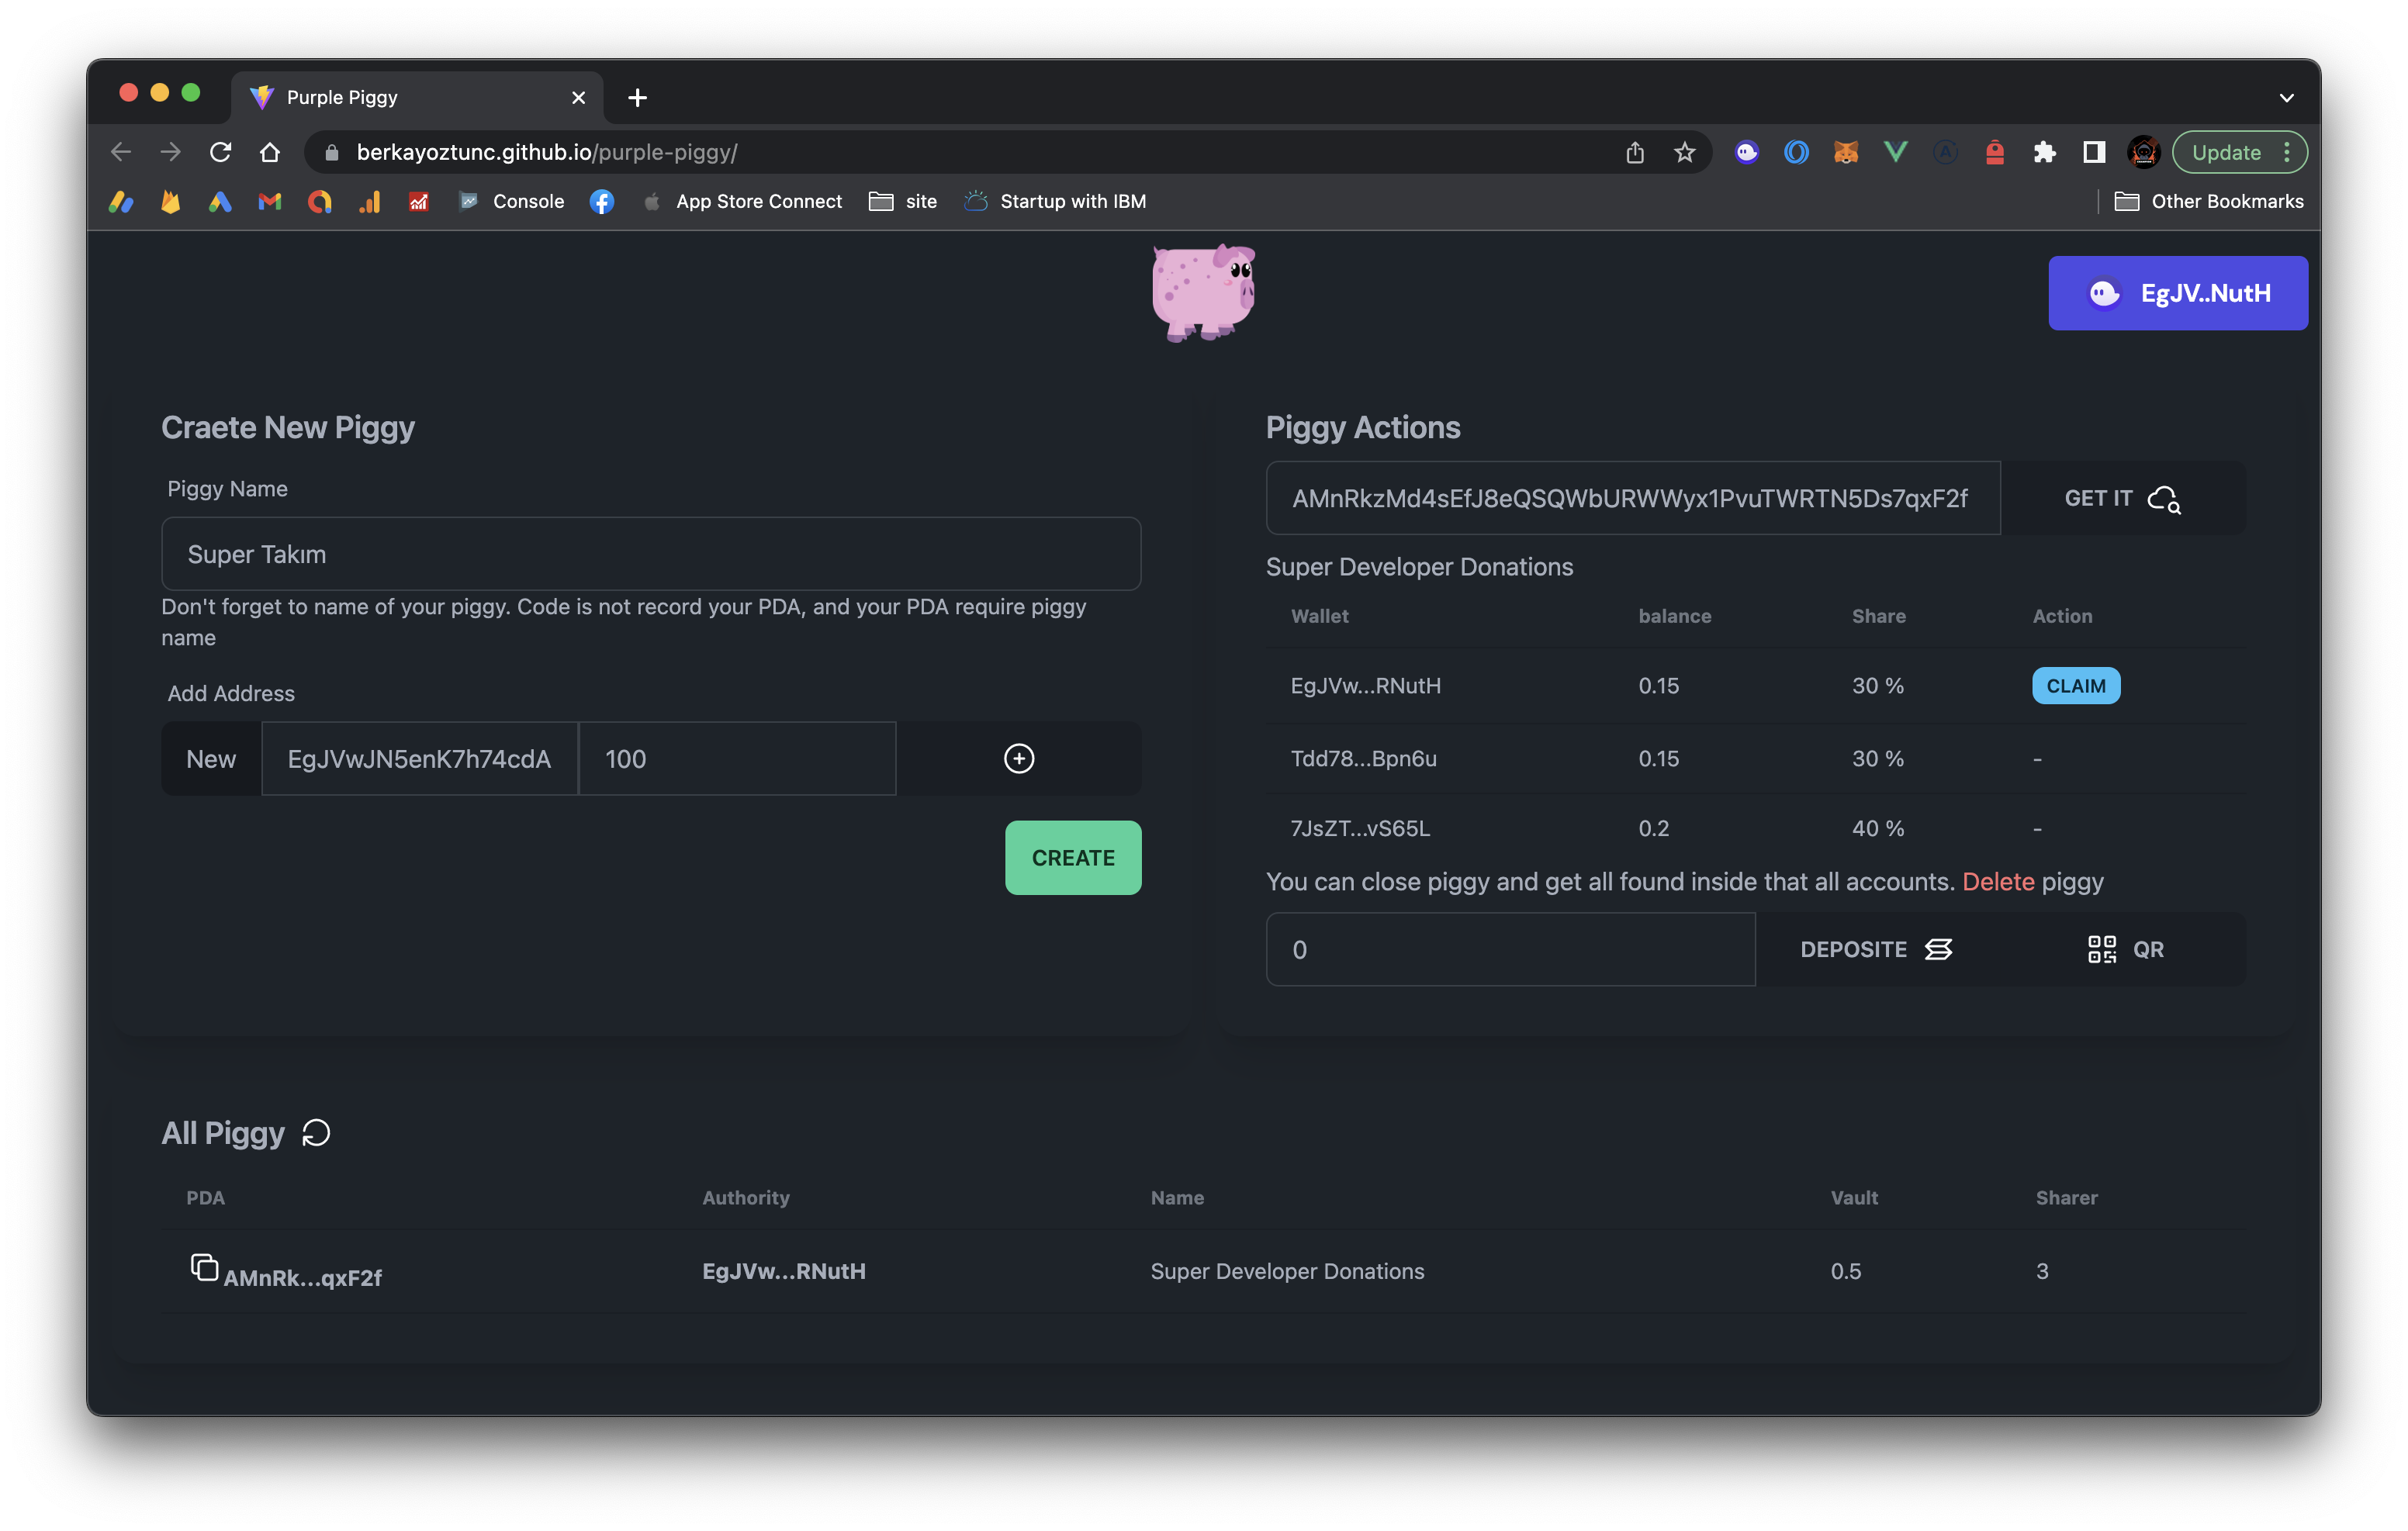 Purple Piggy
berkayoztunc.github.io/purple-piggy/
Update
Console
App Store Connect
site
Startup with IBM
Other Bookmarks
EgJV..NutH
Craete New Piggy
Piggy Name
Super Takım
Don't forget to name of your piggy. Code is not record your PDA, and your PDA require piggy
name
Add Address
New EgJVwJN5enK7h74cdA 100
CREATE
Piggy Actions
AMnRkzMd4sEfJ8eQSQWbURWWyx1PvuTWRTN5Ds7qxF2f GET IT
Super Developer Donations
Wallet balance Share Action
EgJVw...RNutH 0.15 30 % CLAIM
Tdd78...Bpn6u 0.15 30 % -
7JsZT...vS65L 0.2 40 % -
You can close piggy and get all found inside that all accounts. Delete piggy
0 DEPOSITE QR
All Piggy
PDA Authority Name Vault Sharer
AMnRk...qxF2f EgJVw...RNutH Super Developer Donations 0.5 3